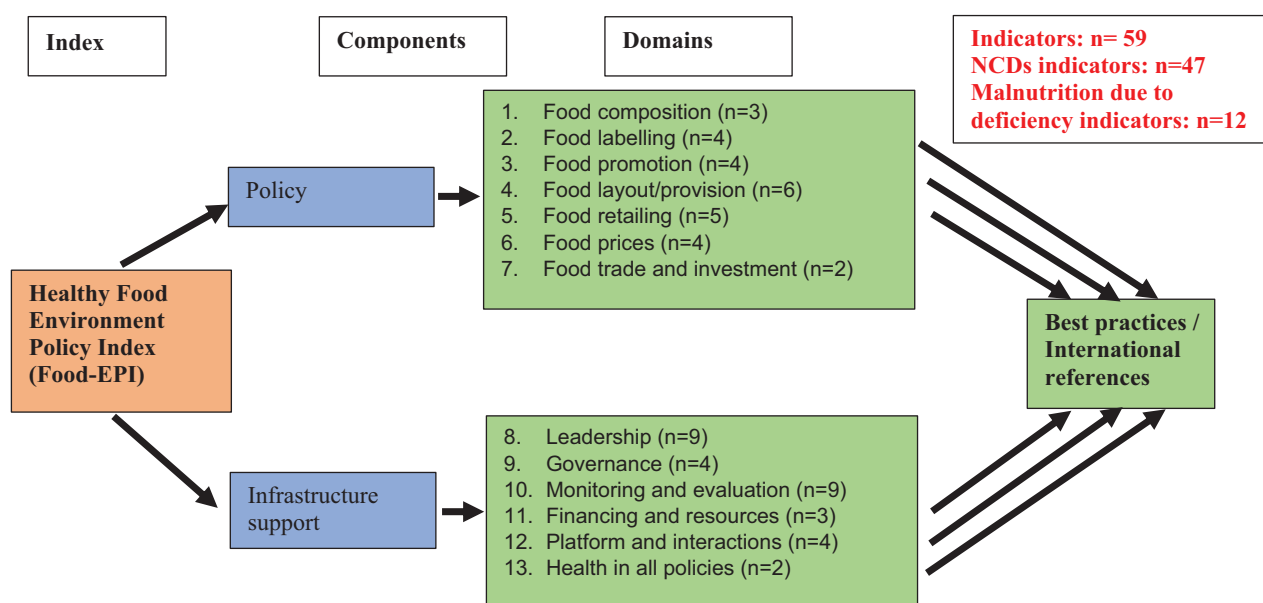 Index
Components
Domains
Indicators: n= 59
NCDs indicators: n=47
Malnutrition due to
deficiency indicators: n=12
Policy
1. Food composition (n=3)
2. Food labelling (n=4)
3. Food promotion (n=4)
4. Food layout/provision (n=6)
5. Food retailing (n=5)
6. Food prices (n=4)
7. Food trade and investment (n=2)
Healthy Food
Environment
Policy Index
(Food-EPI)
Best practices /
International
references
Infrastructure
support
8. Leadership (n=9)
9. Governance (n=4)
10. Monitoring and evaluation (n=9)
11. Financing and resources (n=3)
12. Platform and interactions (n=4)
13. Health in all policies (n=2)